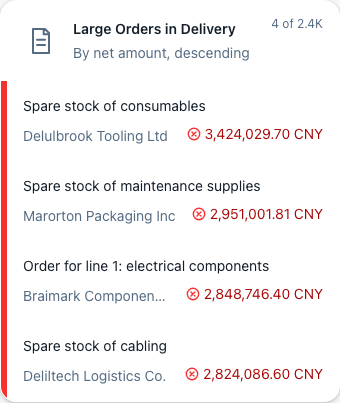 Large Orders in Delivery
4 of 2.4K
By net amount, descending
Spare stock of consumables
Delulbrook Tooling Ltd 3,424,029.70 CNY
Spare stock of maintenance supplies
Marorton Packaging Inc 2,951,001.81 CNY
Order for line 1: electrical components
Braimark Componen... 2,848,746.40 CNY
Spare stock of cabling
Deliltech Logistics Co. 2,824,086.60 CNY